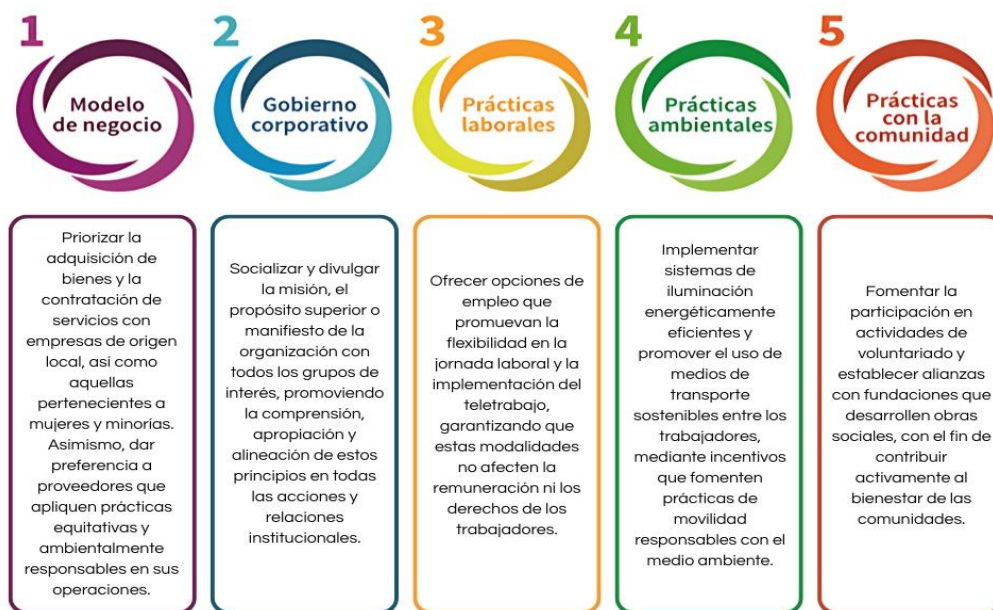 1
Modelo
de negocio
Priorizar la
adquisición de
bienes y la
contratación de
servicios con
empresas de origen
local, así como
aquellas
pertenecientes a
mujeres y minorías.
Asimismo, dar
preferencia a
proveedores que
apliquen prácticas
equitativas y
ambientalmente
responsables en sus
operaciones.
2
Gobierno
corporativo
Socializar y divulgar
la misión, el
propósito superior o
manifiesto de la
organización con
todos los grupos de
interés, promoviendo
la comprensión,
apropiación y
alineación de estos
principios en todas
las acciones y
relaciones
institucionales.
3
Prácticas
laborales
Ofrecer opciones de
empleo que
promuevan la
flexibilidad en la
jornada laboral y la
implementación del
teletrabajo,
garantizando que
estas modalidades
no afecten la
remuneración ni los
derechos de los
trabajadores.
4
Prácticas
ambientales
Implementar
sistemas de
iluminación
energéticamente
eficientes y
promover el uso de
medios de
transporte
sostenibles entre los
trabajadores,
mediante incentivos
que fomenten
prácticas de
movilidad
responsables con el
medio ambiente.
5
Prácticas
con la
comunidad
Fomentar la
participación en
actividades de
voluntariado y
establecer alianzas
con fundaciones que
desarrollen obras
sociales, con el fin de
contribuir
activamente al
bienestar de las
comunidades.